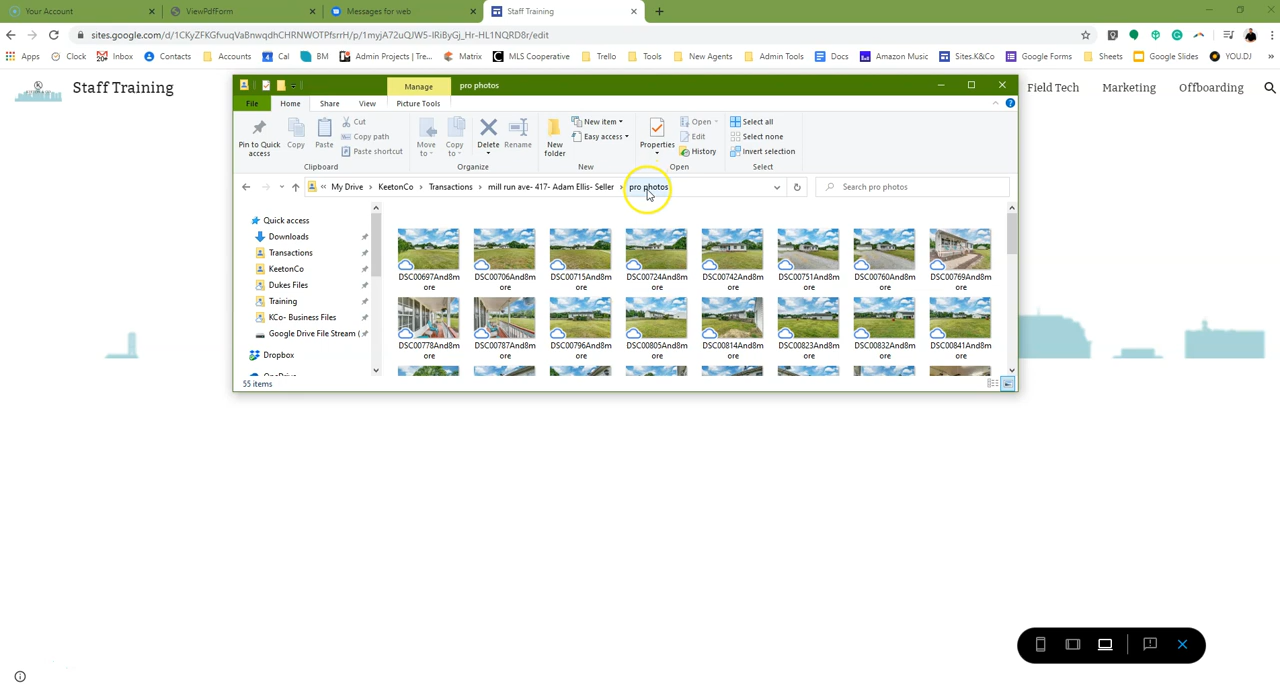 Your Account
ViewPdfForm
Messages for web
Staff Training
sites.google.com/d/1CKyZFKGfvuqVaBnwqdhCHRNWOTPfsrrH/p/1myjA72uQJW5-IRiByGj_Hr-HL1NQRD8r/edit
Apps
Clock
Inbox
Contacts
Accounts
Cal
BM
Admin Projects | Tre...
Matrix
MLS Cooperative
Trello
Tools
New Agents
Admin Tools
Docs
Amazon Music
Sites.K&Co
Google Forms
Sheets
Google Slides
YOU.DJ
Staff Training
Field Tech
Marketing
Offboarding
Manage
pro photos
File
Home
Share
View
Picture Tools
Pin to Quick access
Copy
Paste
Cut
Copy path
Paste shortcut
Clipboard
Move to
Copy to
Delete
Rename
Organize
New folder
New item
Easy access
New
Properties
Open
Edit
History
Open
Select all
Select none
Invert selection
Select
My Drive
KeetonCo
Transactions
mill run ave- 417- Adam Ellis- Seller
pro photos
Search pro photos
Quick access
Downloads
Transactions
KeetonCo
Dukes Files
Training
KCo- Business Files
Google Drive File Stream (
Dropbox
DSC00697And8more
DSC00706And8more
DSC00715And8more
DSC00724And8more
DSC00742And8more
DSC00751And8more
DSC00760And8more
DSC00769And8more
DSC00778And8more
DSC00787And8more
DSC00796And8more
DSC00805And8more
DSC00814And8more
DSC00823And8more
DSC00832And8more
DSC00841And8more
55 items